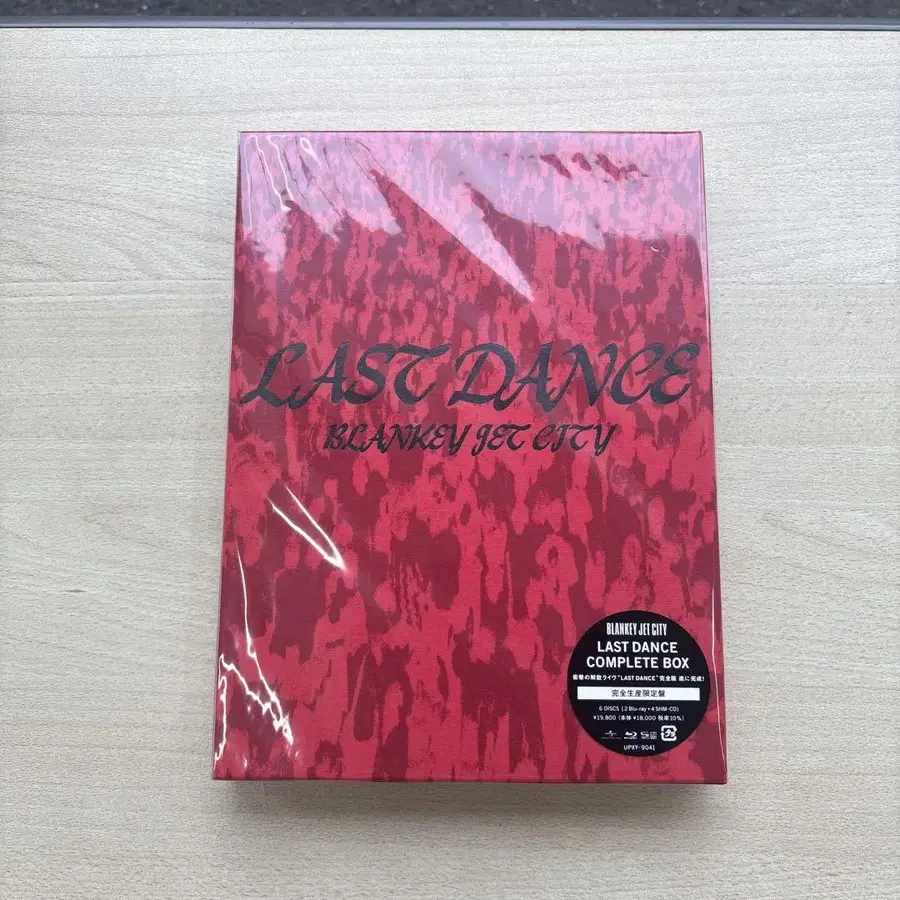 LAST DANCE
BLANKEY JET CITY
BLANKEY JET CITY
LAST DANCE
COMPLETE BOX
衝撃の解散ライヴ"LAST DANCE"完全版 遂に完成!
完全生産限定盤
6 DISCS [2 Blu-ray+4 SHM-CD]
¥19,800 (本体 ¥18,000 税率10%)
UPXY-9041